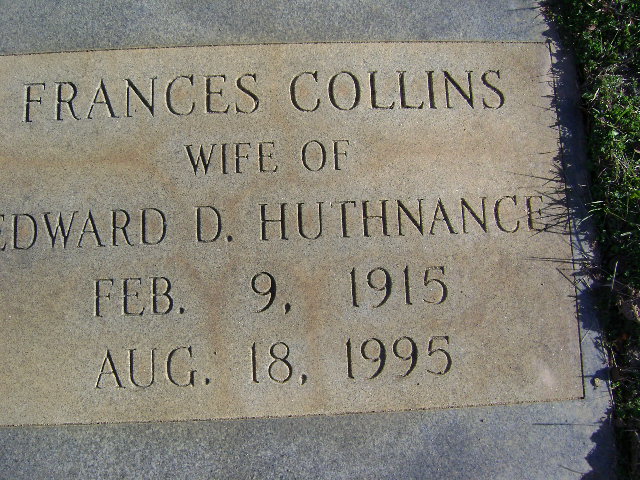 FRANCES COLLINS
WIFE OF
EDWARD D. HUTHNANCE
FEB. 9, 1915
AUG. 18, 1995